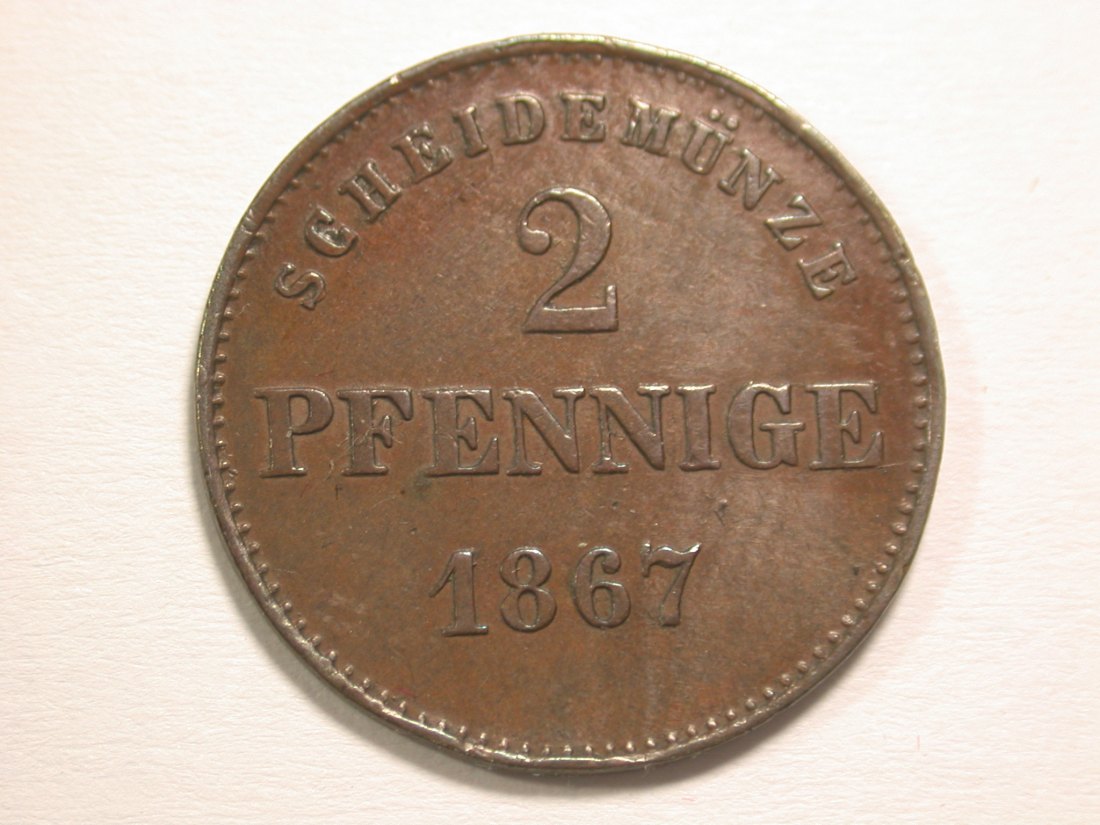 SCHEIDEMÜNZE
2
PFENNIGE
1867